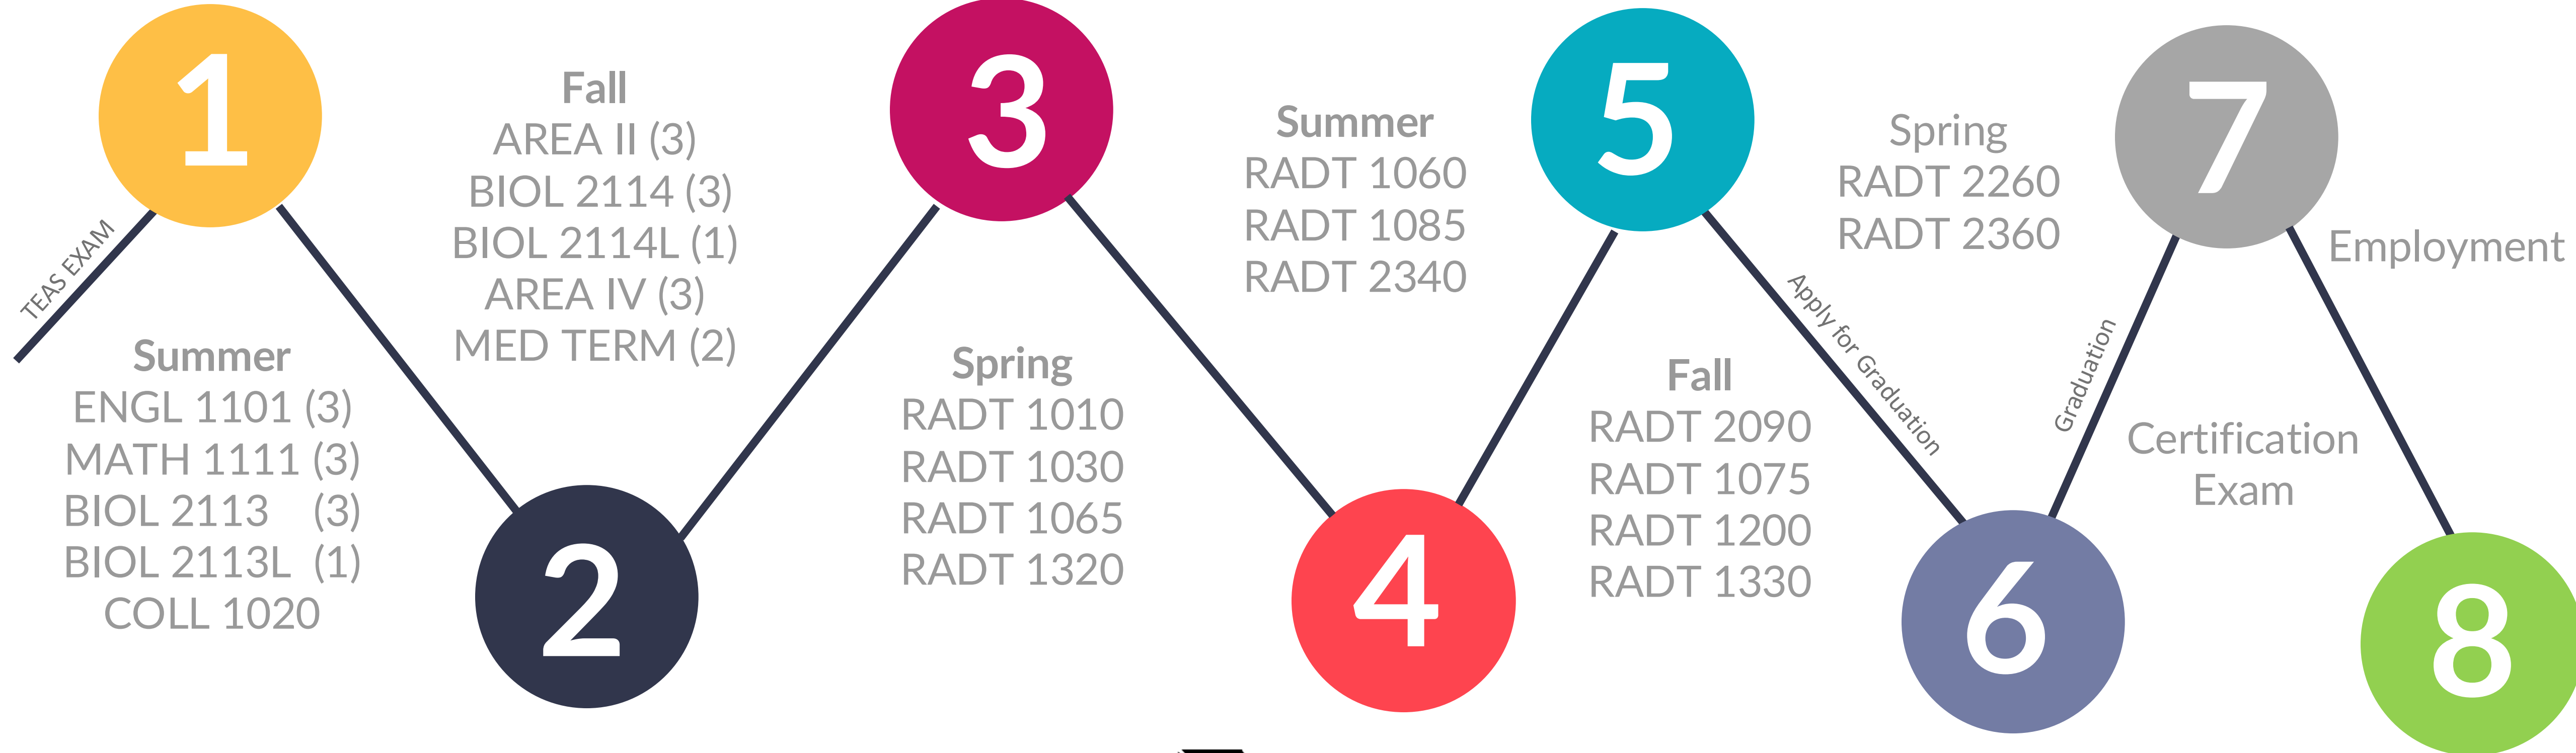 1
TEAS EXAM
Summer
ENGL 1101 (3)
MATH 1111 (3)
BIOL 2113 (3)
BIOL 2113L (1)
COLL 1020
2
Fall
AREA II (3)
BIOL 2114 (3)
BIOL 2114L (1)
AREA IV (3)
MED TERM (2)
3
Spring
RADT 1010
RADT 1030
RADT 1065
RADT 1320
4
Summer
RADT 1060
RADT 1085
RADT 2340
5
Fall
RADT 2090
RADT 1075
RADT 1200
RADT 1330
Apply for Graduation
6
Spring
RADT 2260
RADT 2360
Graduation
7
Certification
Exam
Employment
8